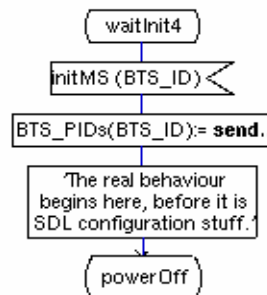 waitInit4
initMS (BTS_ID)
BTS_PIDs(BTS_ID):= send.
'The real behaviour
begins here, before it is
SDL configuration stuff.'
powerOff